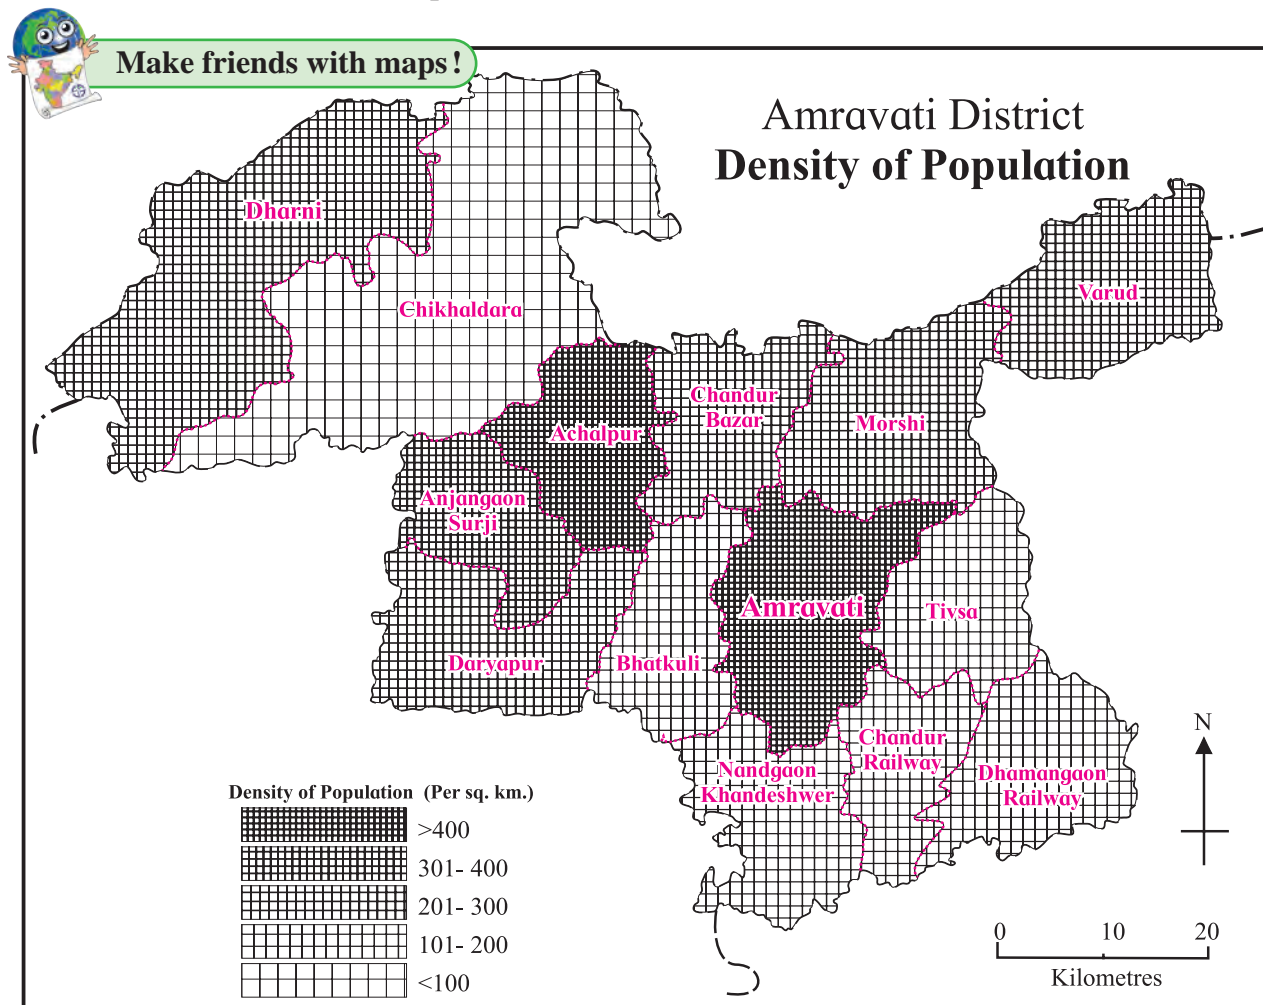 Make friends with maps!
Amravati District
Density of Population
Dharni
Chikhaldara
Varud
Chandur
Bazar
Achalpur
Morshi
Anjangaon
Surji
Amravati
Tivsa
Daryapur
Bhatkuli
Chandur
Railway
Nandgaon
Khandeshwer
Dhamangaon
Railway
N
Density of Population (Per sq. km.)
>400
301- 400
201- 300
101- 200
<100
0 10 20
Kilometres